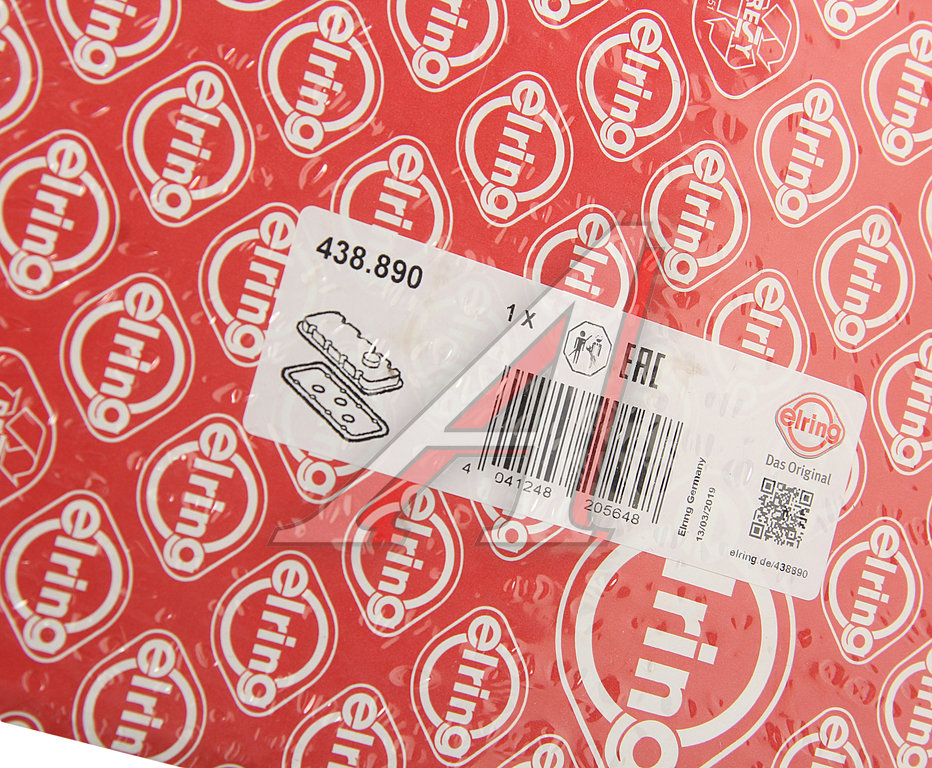 438.890
1 X
EAC
4 041248 205648
Elring Germany
13/03/2019
elring
Das Original
elring.de/438890
elring
RESY